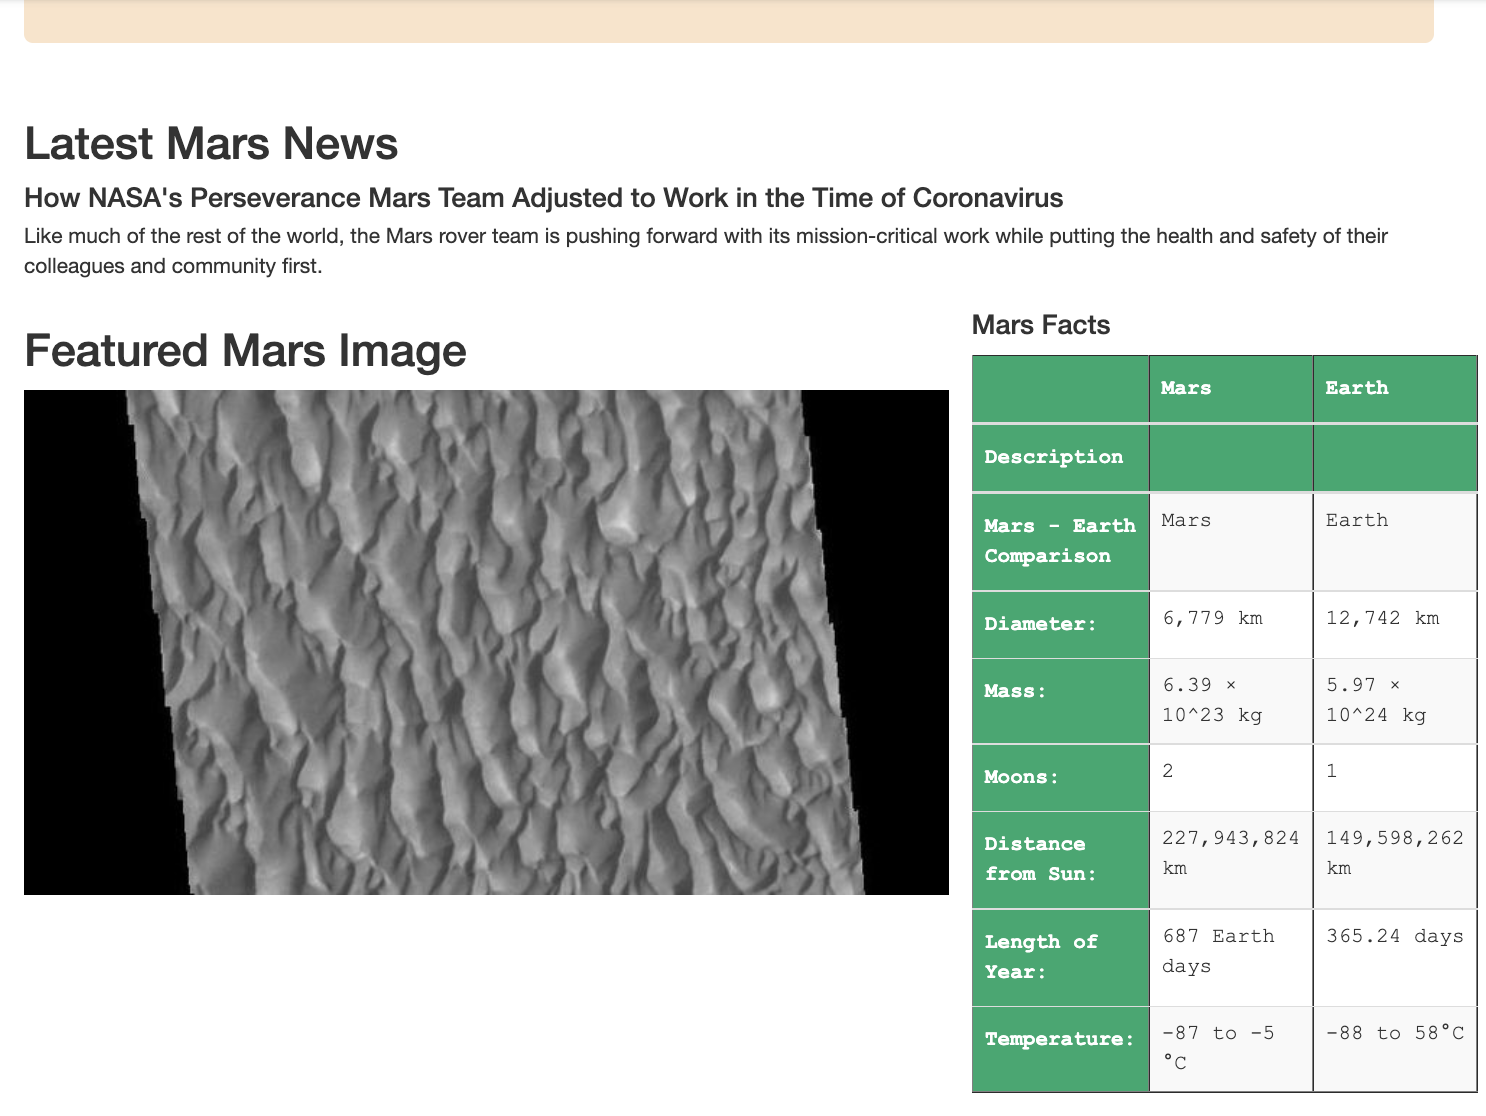 Latest Mars News
How NASA's Perseverance Mars Team Adjusted to Work in the Time of Coronavirus
Like much of the rest of the world, the Mars rover team is pushing forward with its mission-critical work while putting the health and safety of their
colleagues and community first.
Featured Mars Image
Mars Facts
Mars Earth
Description
Mars - Earth Comparison Mars Earth
Diameter: 6,779 km 12,742 km
Mass: 6.39 × 10^23 kg 5.97 × 10^24 kg
Moons: 2 1
Distance from Sun: 227,943,824 km 149,598,262 km
Length of Year: 687 Earth days 365.24 days
Temperature: -87 to -5 °C -88 to 58°C